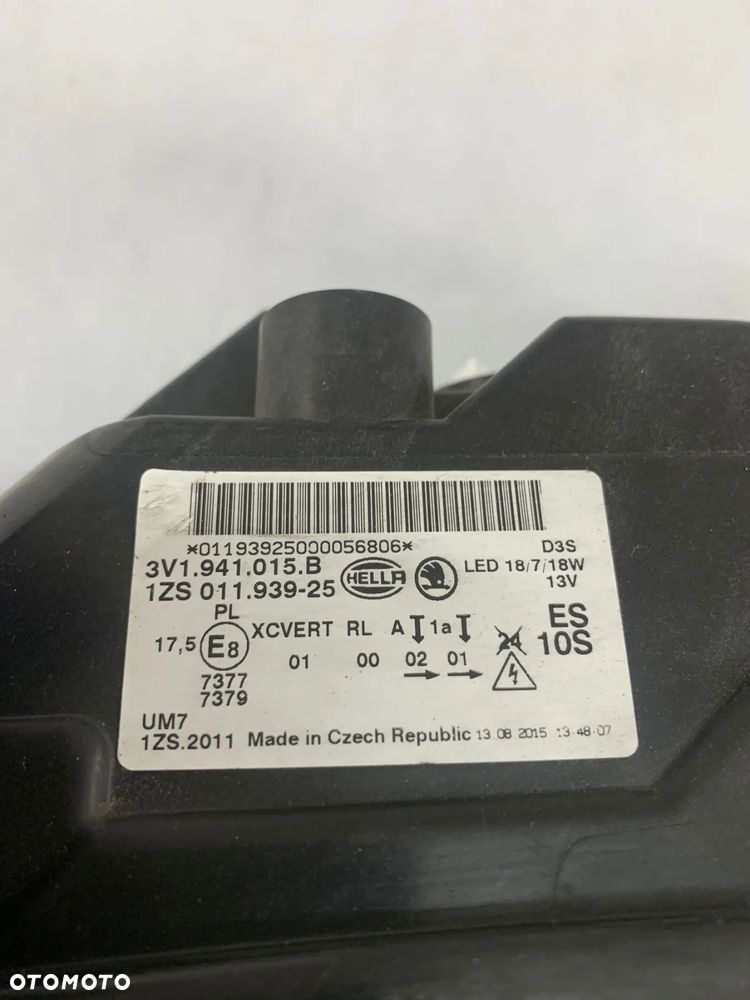 *01193925000056806*
D3S
3V1.941.015.B
HELLA
LED 18/7/18W
13V
1ZS 011.939-25
PL
17,5 E8 XCVERT RL A 1a 24 ES
01 00 02 01 10S
7377
7379
UM7
1ZS.2011 Made in Czech Republic 13 08 2015 13:48:07
OTOMOTO